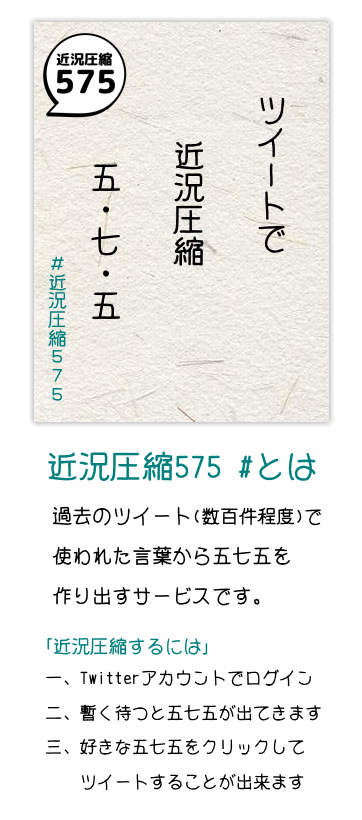 近況圧縮
575
ツイートで
近況圧縮
五・七・五
#近況圧縮575
近況圧縮575 #とは
過去のツイート(数百件程度)で
使われた言葉から五七五を
作り出すサービスです。
「近況圧縮するには」
一、Twitterアカウントでログイン
二、暫く待つと五七五が出てきます
三、好きな五七五をクリックして
ツイートすることが出来ます